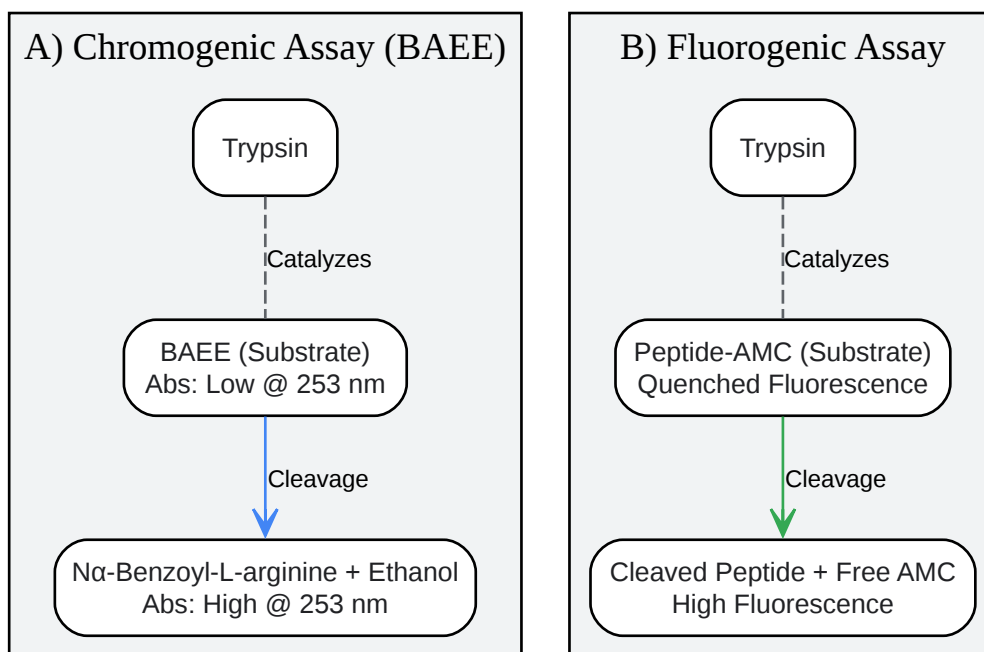 A) Chromogenic Assay (BAEE)
Trypsin
Catalyzes
BAEE (Substrate)
Abs: Low @ 253 nm
Cleavage
Nα-Benzoyl-L-arginine + Ethanol
Abs: High @ 253 nm
B) Fluorogenic Assay
Trypsin
Catalyzes
Peptide-AMC (Substrate)
Quenched Fluorescence
Cleavage
Cleaved Peptide + Free AMC
High Fluorescence